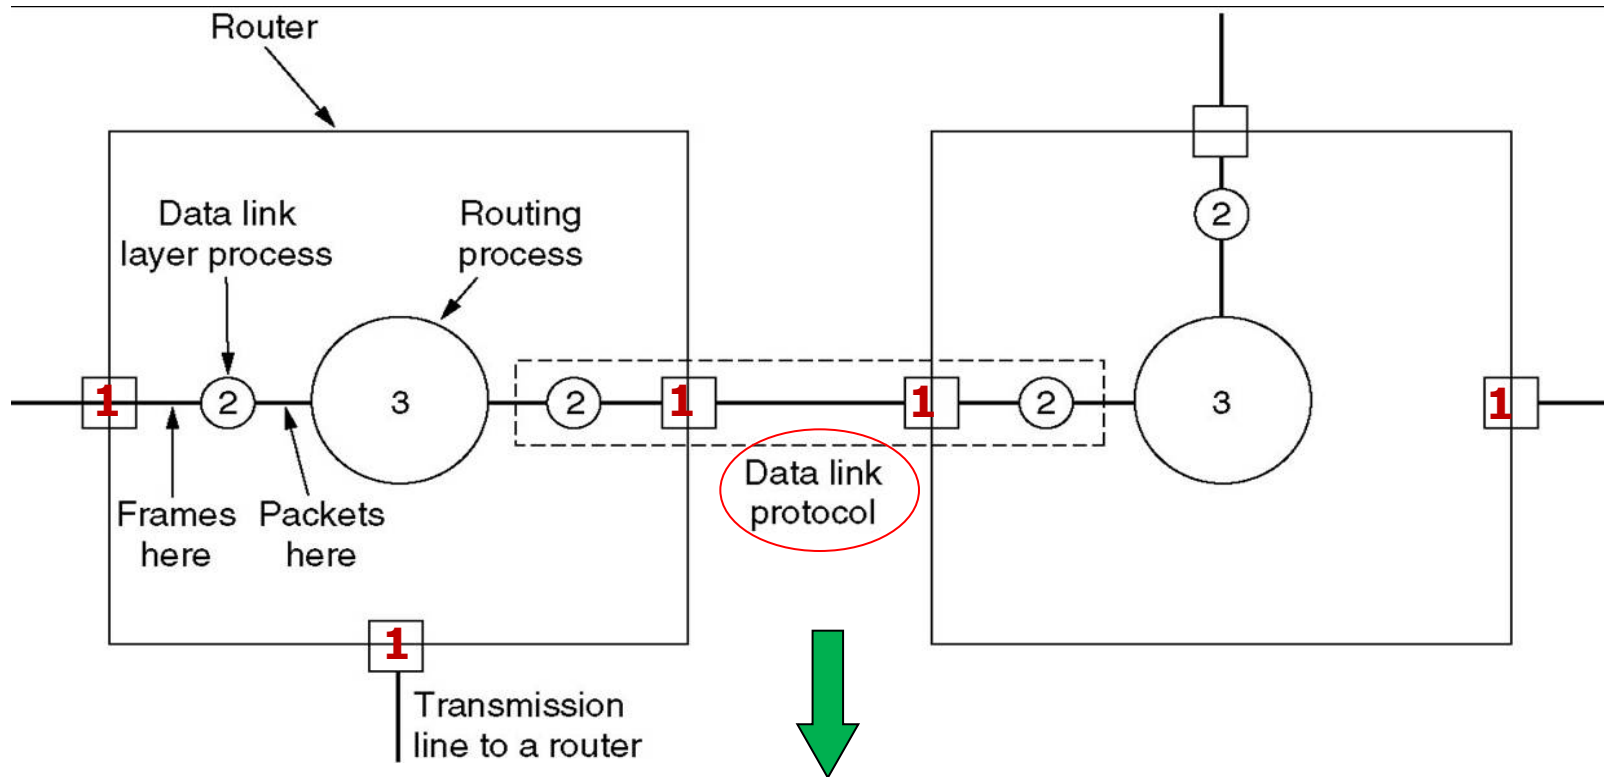 Router
2
Data link
layer process
Routing
process
1
2
3
2
1
1
2
3
1
Data link
protocol
Frames
here
Packets
here
1
Transmission
line to a router